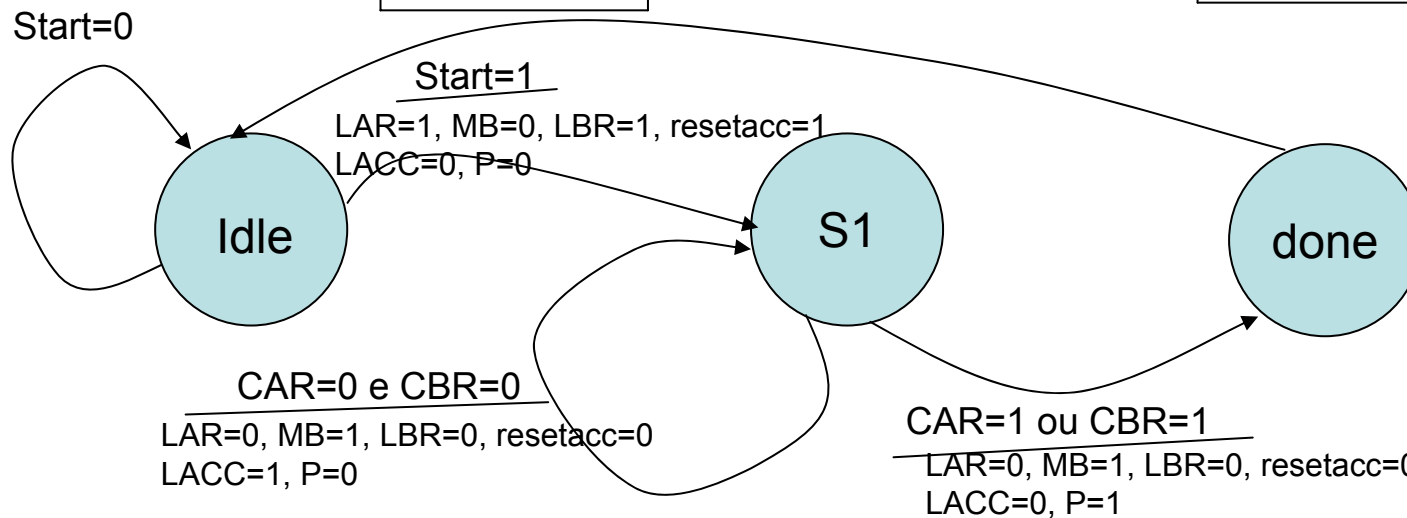 Start=0
Start=1
LAR=1, MB=0, LBR=1, resetacc=1
LACC=0, P=0
Idle
S1
done
CAR=0 e CBR=0
LAR=0, MB=1, LBR=0, resetacc=0
LACC=1, P=0
CAR=1 ou CBR=1
LAR=0, MB=1, LBR=0, resetacc=0
LACC=0, P=1